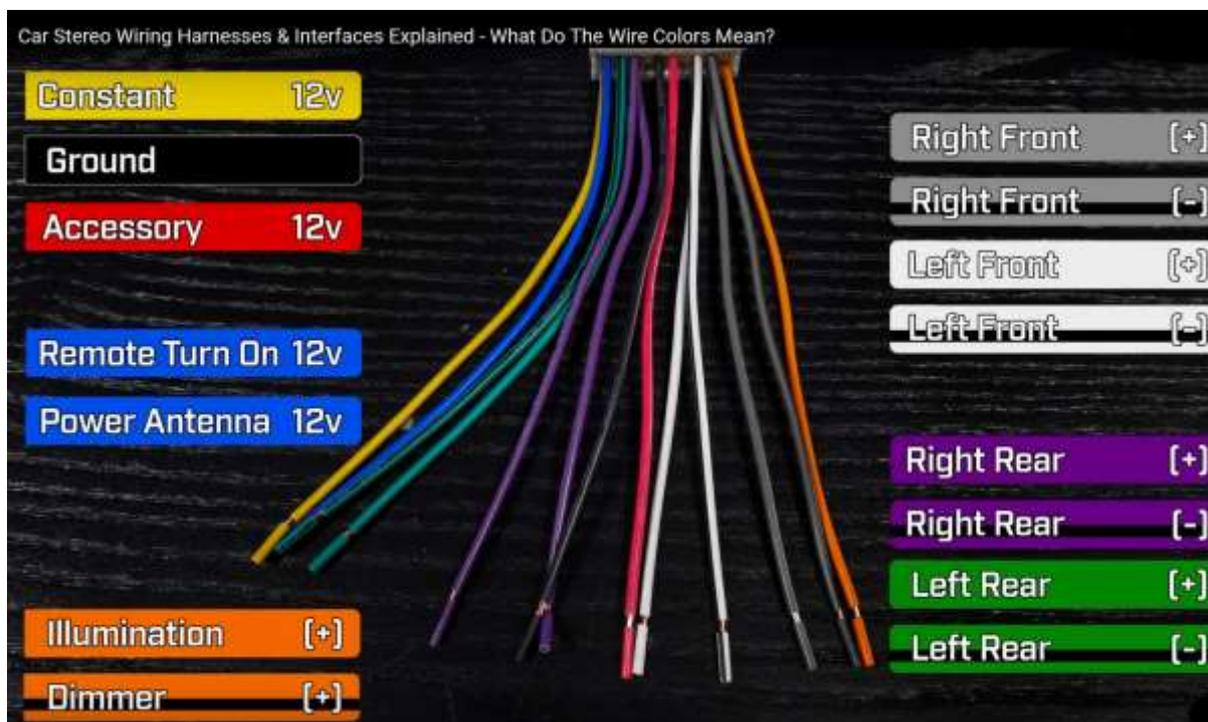 Car Stereo Wiring Harnesses & Interfaces Explained - What Do The Wire Colors Mean?
Constant 12v
Ground
Accessory 12v
Remote Turn On 12v
Power Antenna 12v
Illumination (+)
Dimmer (+)
Right Front (+)
Right Front (-)
Left Front (+)
Left Front (-)
Right Rear (+)
Right Rear (-)
Left Rear (+)
Left Rear (-)